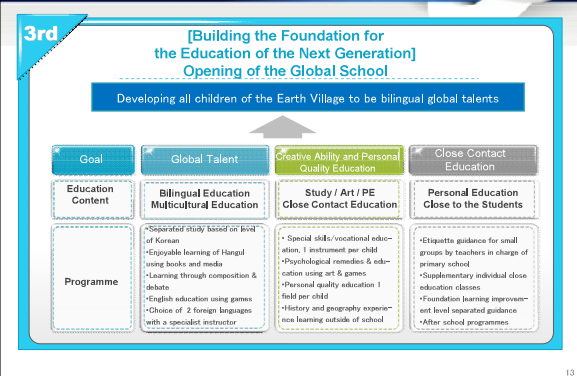 3rd
[Building the Foundation for
the Education of the Next Generation]
Opening of the Global School
Developing all children of the Earth Village to be bilingual global talents
Goal
Global Talent
Creative Ability and Personal
Quality Education
Close Contact
Education
Education
Content
Bilingual Education
Multicultural Education
Study / Art / PE
Close Contact Education
Personal Education
Close to the Students
Programme
•Separated study based on level
of Korean
•Enjoyable learning of Hangul
using books and media
•Learning through composition &
debate
•English education using games
•Choice of 2 foreign languages
with a specialist instructor
• Special skills/vocational educ-
ation, 1 instrument per child
•Psychological remedies & edu-
cation using art & games
•Personal quality education 1
field per child
•History and geography experie-
nce learning outside of school
•Etiquette guidance for small
groups by teachers in charge of
primary school
•Supplementary individual close
education classes
•Foundation learning improvem-
ent level separated guidance
•After school programmes
13